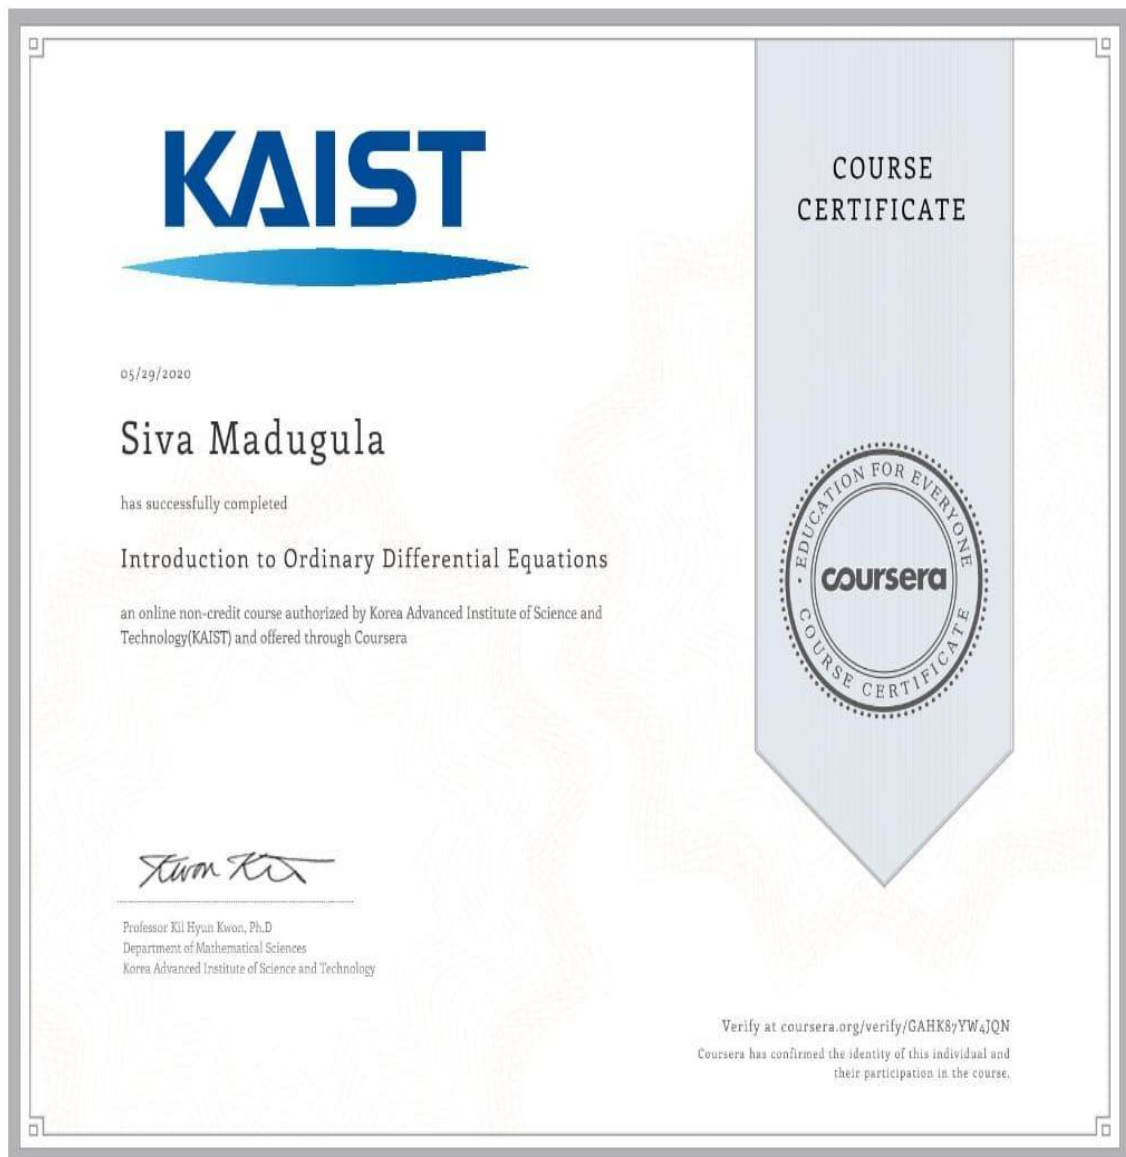 KAIST
COURSE
CERTIFICATE
05/29/2020
Siva Madugula
has successfully completed
Introduction to Ordinary Differential Equations
an online non-credit course authorized by Korea Advanced Institute of Science and
Technology(KAIST) and offered through Coursera
EDUCATION FOR EVERYONE
coursera
COURSE CERTIFICATE
Kwon Kil
Professor Kil Hyun Kwon, Ph.D
Department of Mathematical Sciences
Korea Advanced Institute of Science and Technology
Verify at coursera.org/verify/GAHK87YW4JQN
Coursera has confirmed the identity of this individual and
their participation in the course.